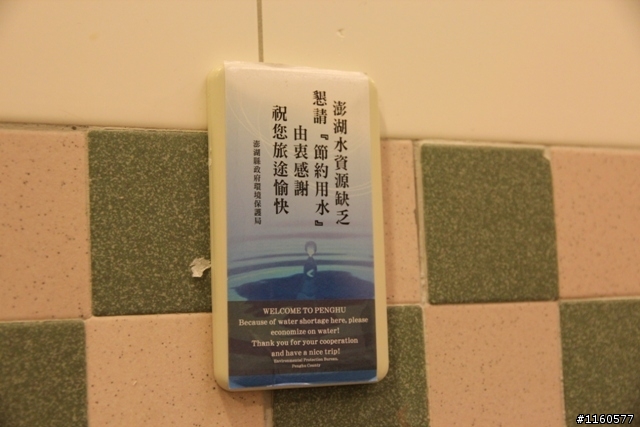 澎湖水資源缺乏
懇請『節約用水』
由衷感謝
祝您旅途愉快
澎湖縣政府環境保護局
WELCOME TO PENGHU
Because of water shortage here, please
economize on water!
Thank you for your cooperation
and have a nice trip!
Environmental Protection Bureau,
Penghu County
#1160577